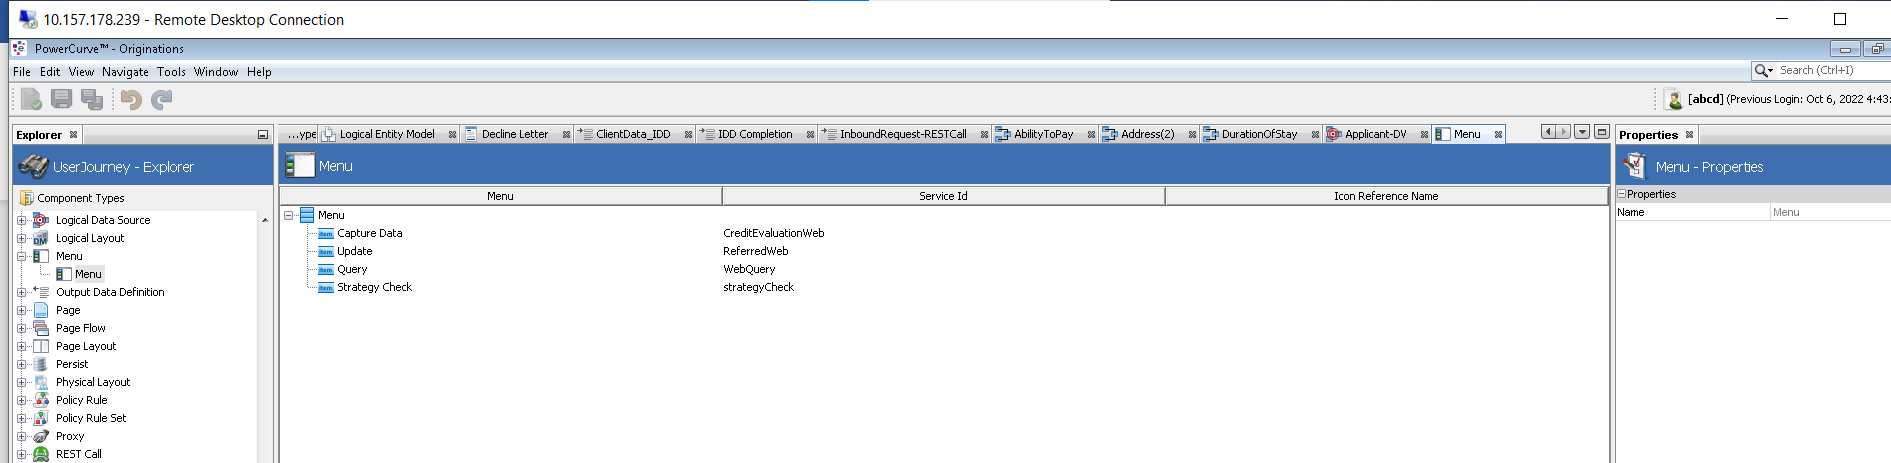 10.157.178.239 - Remote Desktop Connection
PowerCurve™ - Originations
File Edit View Navigate Tools Window Help
Search (Ctrl+I)
[abcd] (Previous Login: Oct 6, 2022 4:43:
Explorer
...ype Logical Entity Model Decline Letter ClientData_IDD IDD Completion InboundRequest-RESTCall AbilityToPay Address(2) DurationOfStay Applicant-DV Menu
Properties
UserJourney - Explorer
Menu
Menu - Properties
Component Types
Menu Service Id Icon Reference Name
Properties
Name Menu
Logical Data Source
Logical Layout
Menu
Menu
Output Data Definition
Page
Page Flow
Page Layout
Persist
Physical Layout
Policy Rule
Policy Rule Set
Proxy
REST Call
Menu
Capture Data CreditEvaluationWeb
Update ReferredWeb
Query WebQuery
Strategy Check strategyCheck